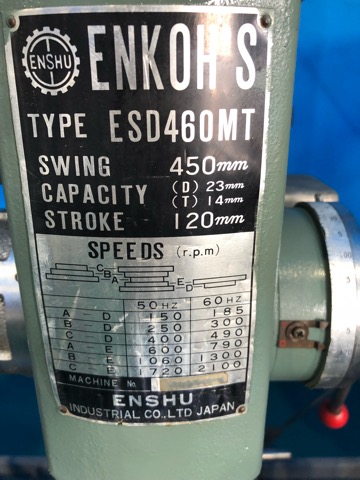 ENSHU
ENKOH'S
TYPE ESD460MT
SWING 450mm
CAPACITY (D) 23mm
(T) 14mm
STROKE 120mm
SPEEDS (r.p.m)
C B A E D
50HZ 60HZ
A — D 150 185
B — D 250 300
C — D 400 490
A — E 600 790
B — E 1060 1300
C — E 1720 2100
MACHINE No.
ENSHU
INDUSTRIAL CO.,LTD JAPAN